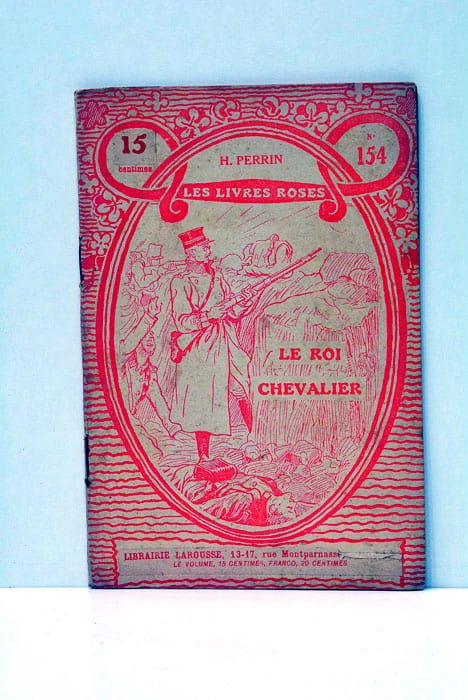 15
centimes
H. PERRIN
N°
154
LES LIVRES ROSES
LE ROI
CHEVALIER
LIBRAIRIE LAROUSSE, 13-17, rue Montparnasse
LE VOLUME, 15 CENTIMES, FRANCO, 20 CENTIMES